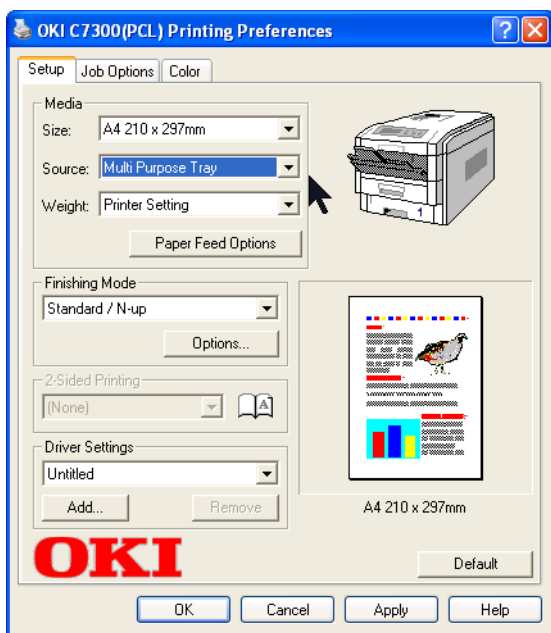 OKI C7300(PCL) Printing Preferences
Setup Job Options Color
Media
Size: A4 210 x 297mm
Source: Multi Purpose Tray
Weight: Printer Setting
Paper Feed Options
1
Finishing Mode
Standard / N-up
Options...
2-Sided Printing
(None)
A
Driver Settings
Untitled
Add... Remove
A4 210 x 297mm
OKI
Default
OK Cancel Apply Help